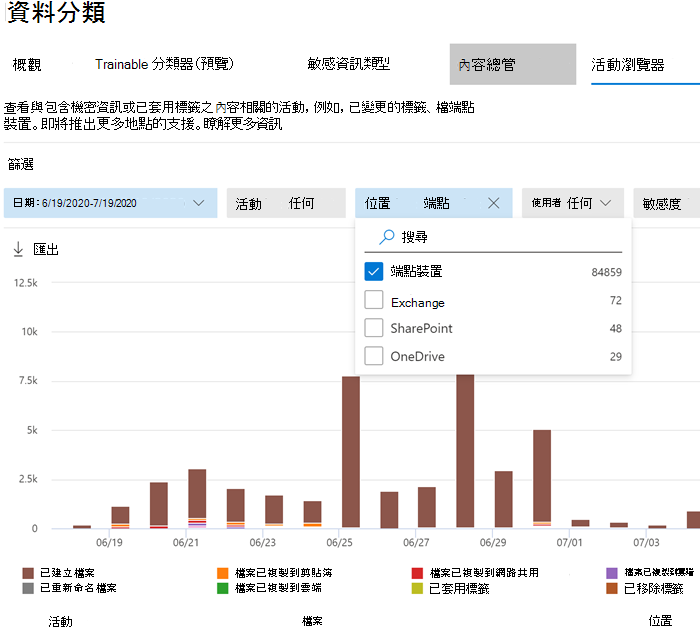 資料分類
概觀 Trainable 分類器(預覽) 敏感資訊類型 內容總管 活動瀏覽器
查看與包含機密資訊或已套用標籤之內容相關的活動，例如，已變更的標籤、檔端點
裝置。即將推出更多地點的支援。瞭解更多資訊
篩選
日期：6/19/2020-7/19/2020 活動 任何 位置 端點 使用者 任何 敏感度
搜尋
匯出
端點裝置 84859
Exchange 72
SharePoint 48
OneDrive 29
12.5k
10k
7.5k
5k
2.5k
0
06/19 06/21 06/23 06/25 06/27 06/29 07/01 07/03
已建立檔案 檔案已複製到剪貼簿 檔案已複製到網路共用 檔案已複製到
已重新命名檔案 檔案已複製到雲端 已套用標籤 已移除標籤
活動 檔案 位置